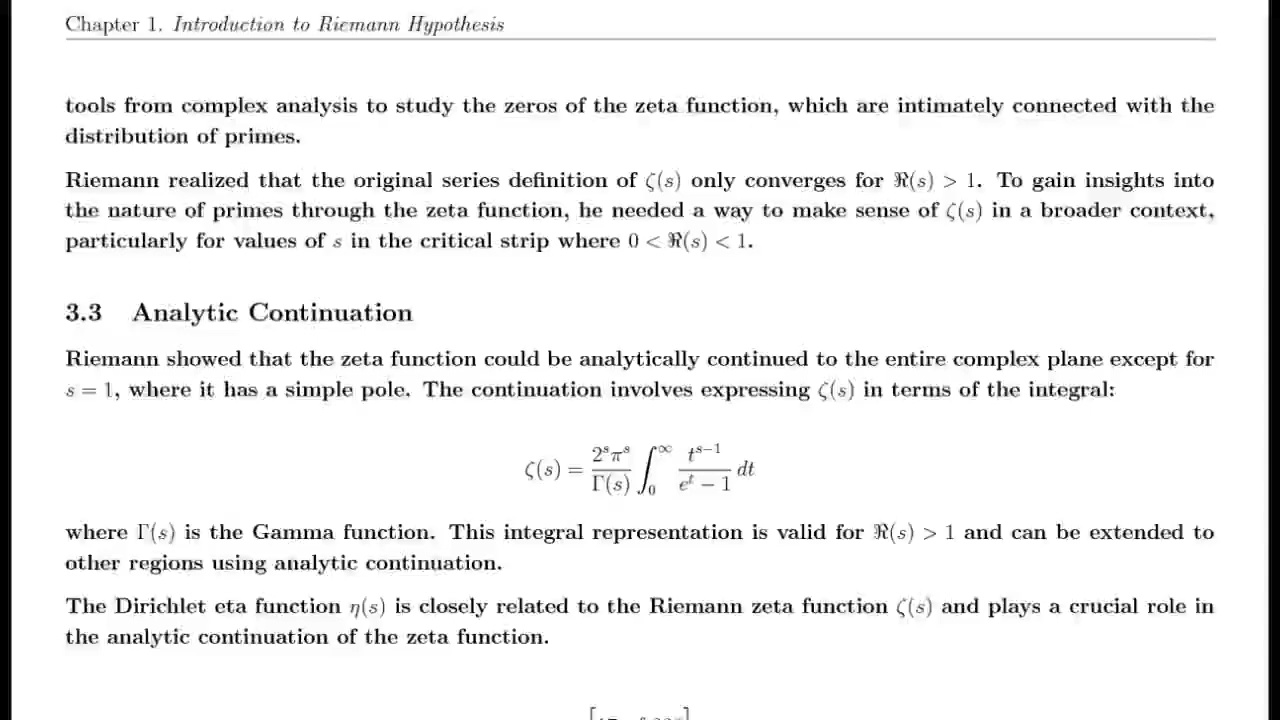 Chapter 1. Introduction to Riemann Hypothesis
tools from complex analysis to study the zeros of the zeta function, which are intimately connected with the
distribution of primes.
Riemann realized that the original series definition of ζ(s) only converges for ℜ(s) > 1. To gain insights into
the nature of primes through the zeta function, he needed a way to make sense of ζ(s) in a broader context,
particularly for values of s in the critical strip where 0 < ℜ(s) < 1.
3.3 Analytic Continuation
Riemann showed that the zeta function could be analytically continued to the entire complex plane except for
s = 1, where it has a simple pole. The continuation involves expressing ζ(s) in terms of the integral:
ζ(s) = \frac{2^s π^s}{Γ(s)} ∫_0^∞ \frac{t^{s-1}}{e^t - 1} dt
where Γ(s) is the Gamma function. This integral representation is valid for ℜ(s) > 1 and can be extended to
other regions using analytic continuation.
The Dirichlet eta function η(s) is closely related to the Riemann zeta function ζ(s) and plays a crucial role in
the analytic continuation of the zeta function.